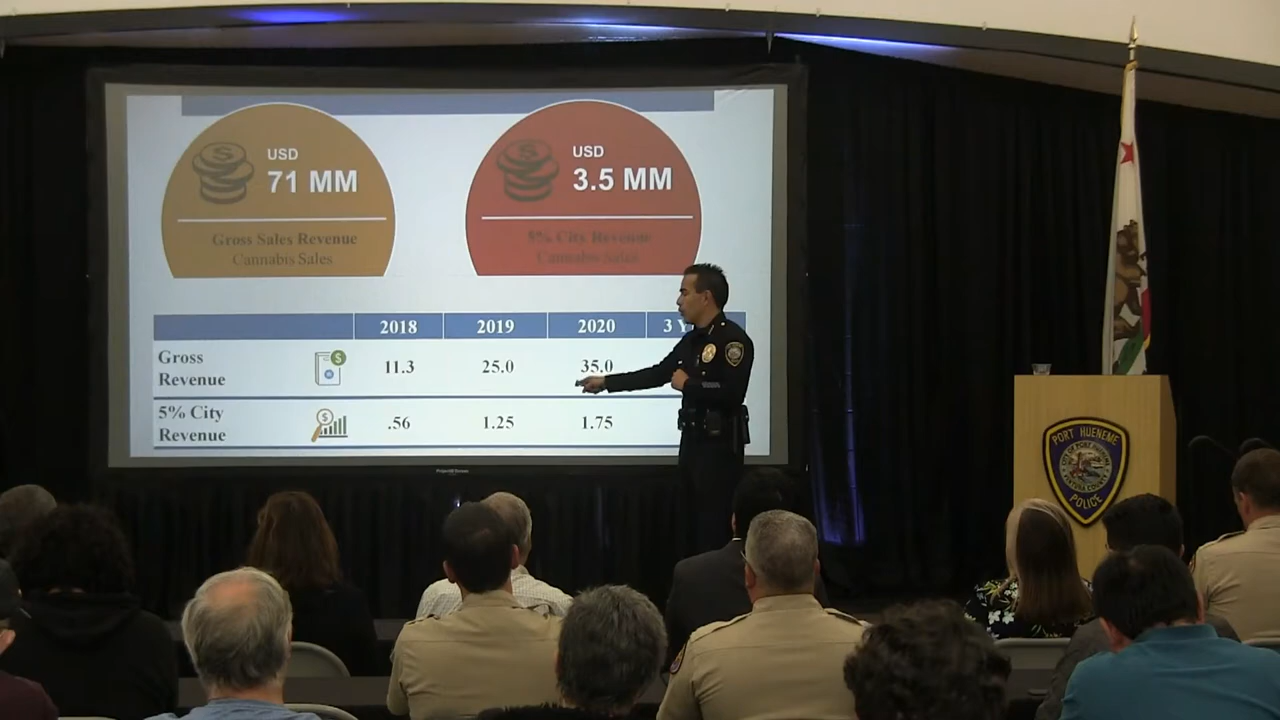 USD
71 MM
Gross Sales Revenue
Cannabis Sales
USD
3.5 MM
5% City Revenue
Cannabis Sales
2018 2019 2020 3 Y
Gross
Revenue
11.3 25.0 35.0
5% City
Revenue
.56 1.25 1.75
PORT HUENEME
POLICE